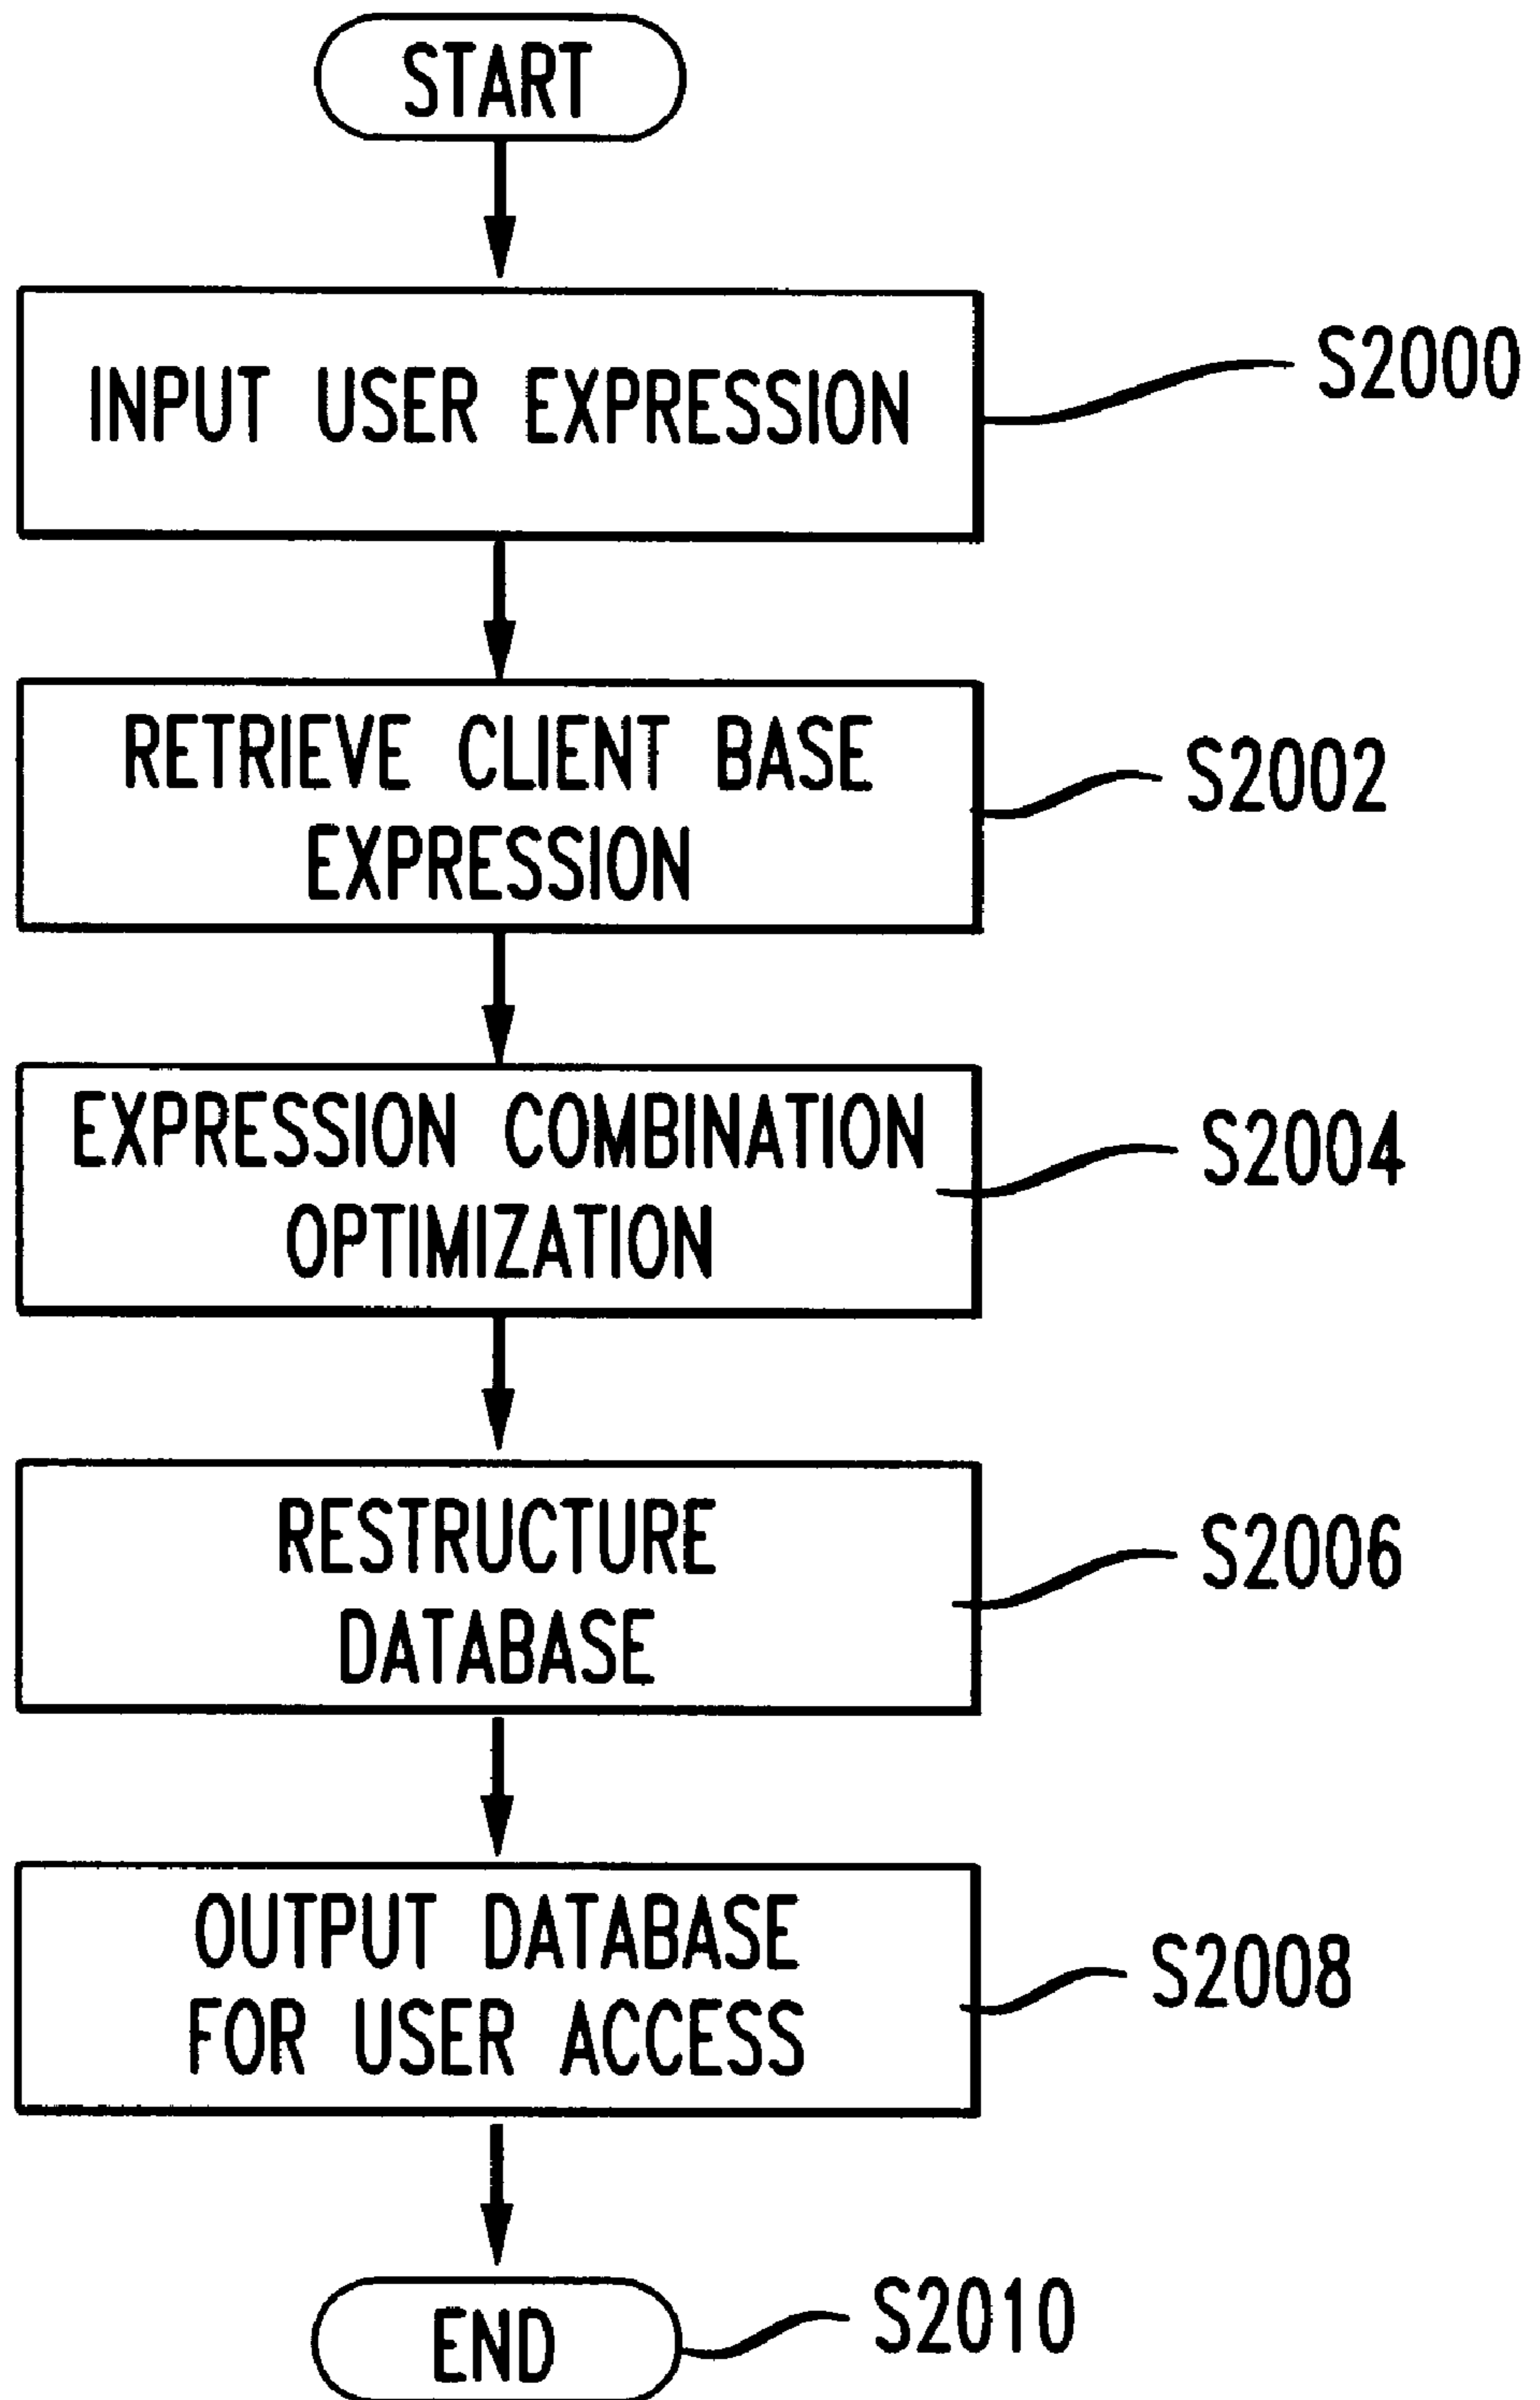 START
INPUT USER EXPRESSION
S2000
RETRIEVE CLIENT BASE
EXPRESSION
S2002
EXPRESSION COMBINATION
OPTIMIZATION
S2004
RESTRUCTURE
DATABASE
S2006
OUTPUT DATABASE
FOR USER ACCESS
S2008
END
S2010